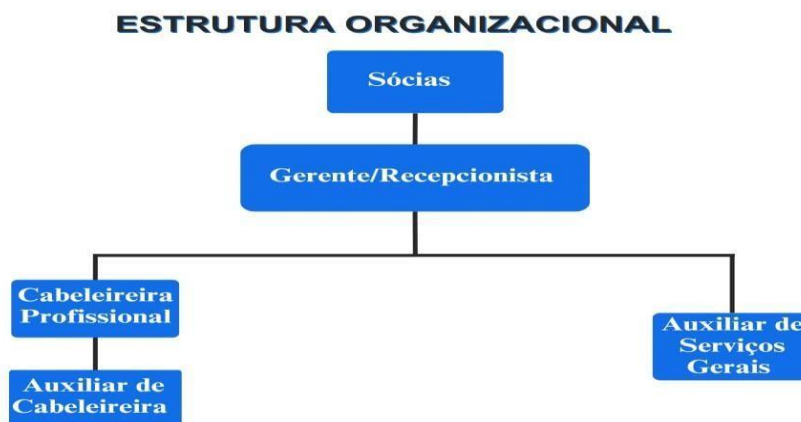 ESTRUTURA ORGANIZACIONAL
Sócias
Gerente/Recepcionista
Cabeleireira
Profissional
Auxiliar de
Cabeleireira
Auxiliar de
Serviços
Gerais